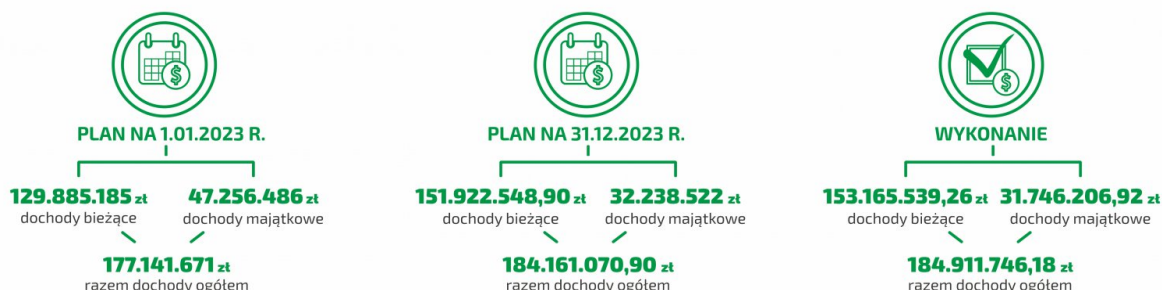 PLAN NA 1.01.2023 R.
129.885.185 zł
dochody bieżące
47.256.486 zł
dochody majątkowe
177.141.671 zł
razem dochody ogółem
PLAN NA 31.12.2023 R.
151.922.548,90 zł
dochody bieżące
32.238.522 zł
dochody majątkowe
184.161.070,90 zł
razem dochody ogółem
WYKONANIE
153.165.539,26 zł
dochody bieżące
31.746.206,92 zł
dochody majątkowe
184.911.746,18 zł
razem dochody ogółem